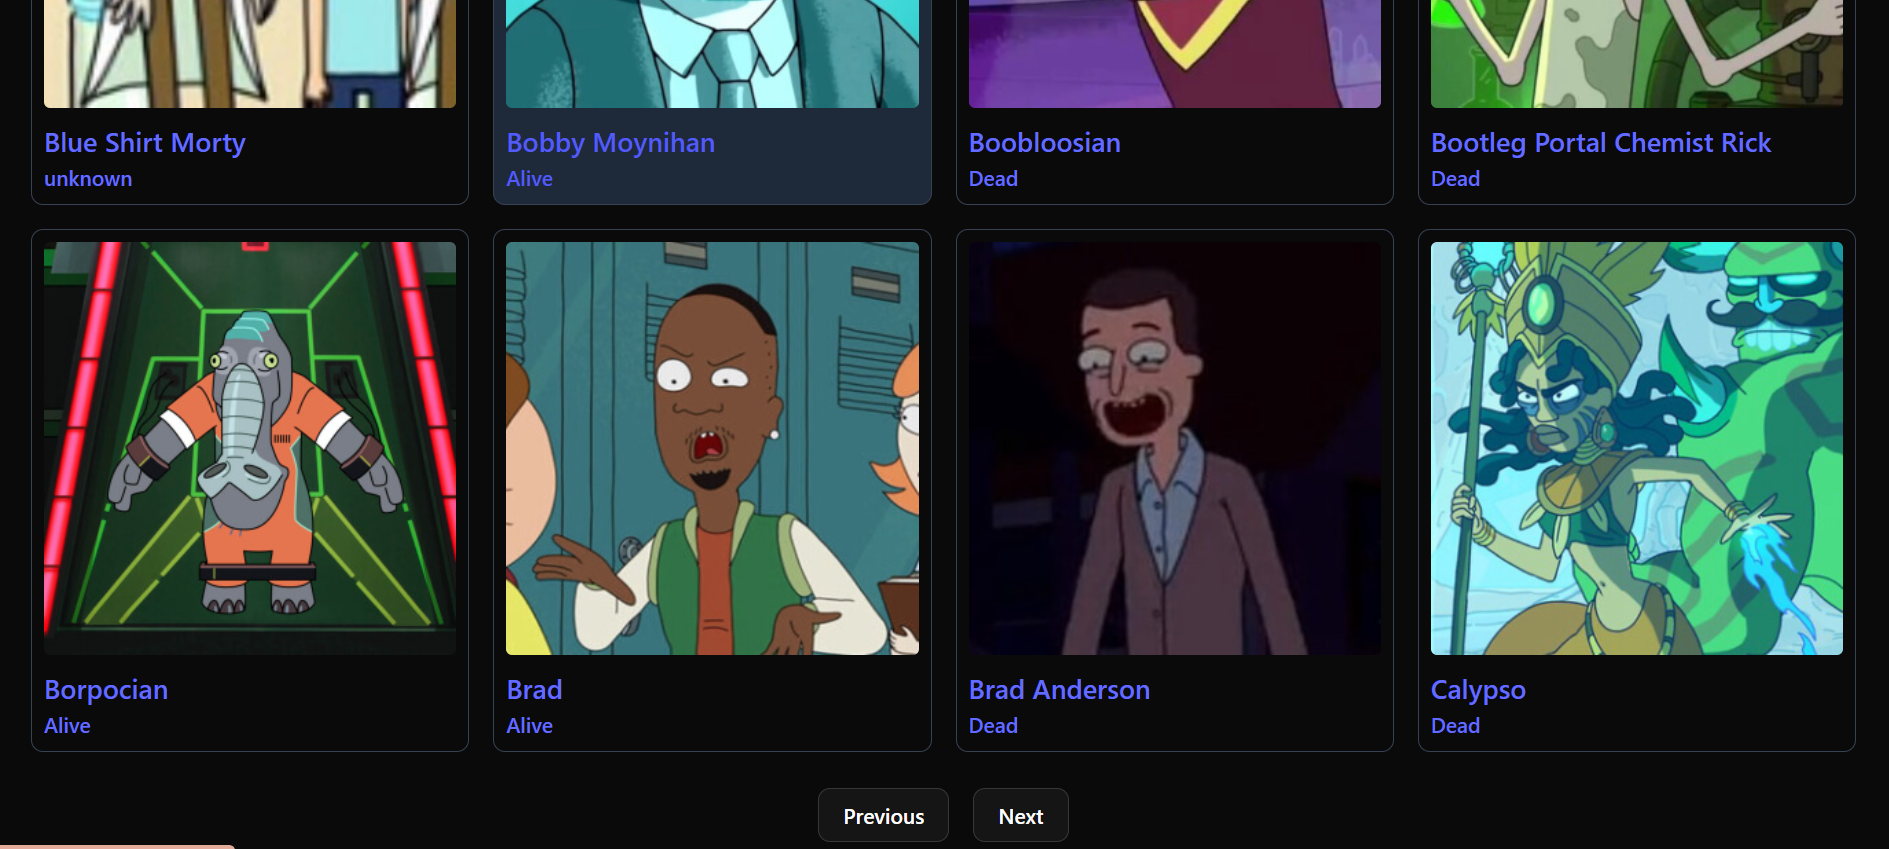 Blue Shirt Morty
unknown
Bobby Moynihan
Alive
Boobloosian
Dead
Bootleg Portal Chemist Rick
Dead
Borpocian
Alive
Brad
Alive
Brad Anderson
Dead
Calypso
Dead
Previous
Next